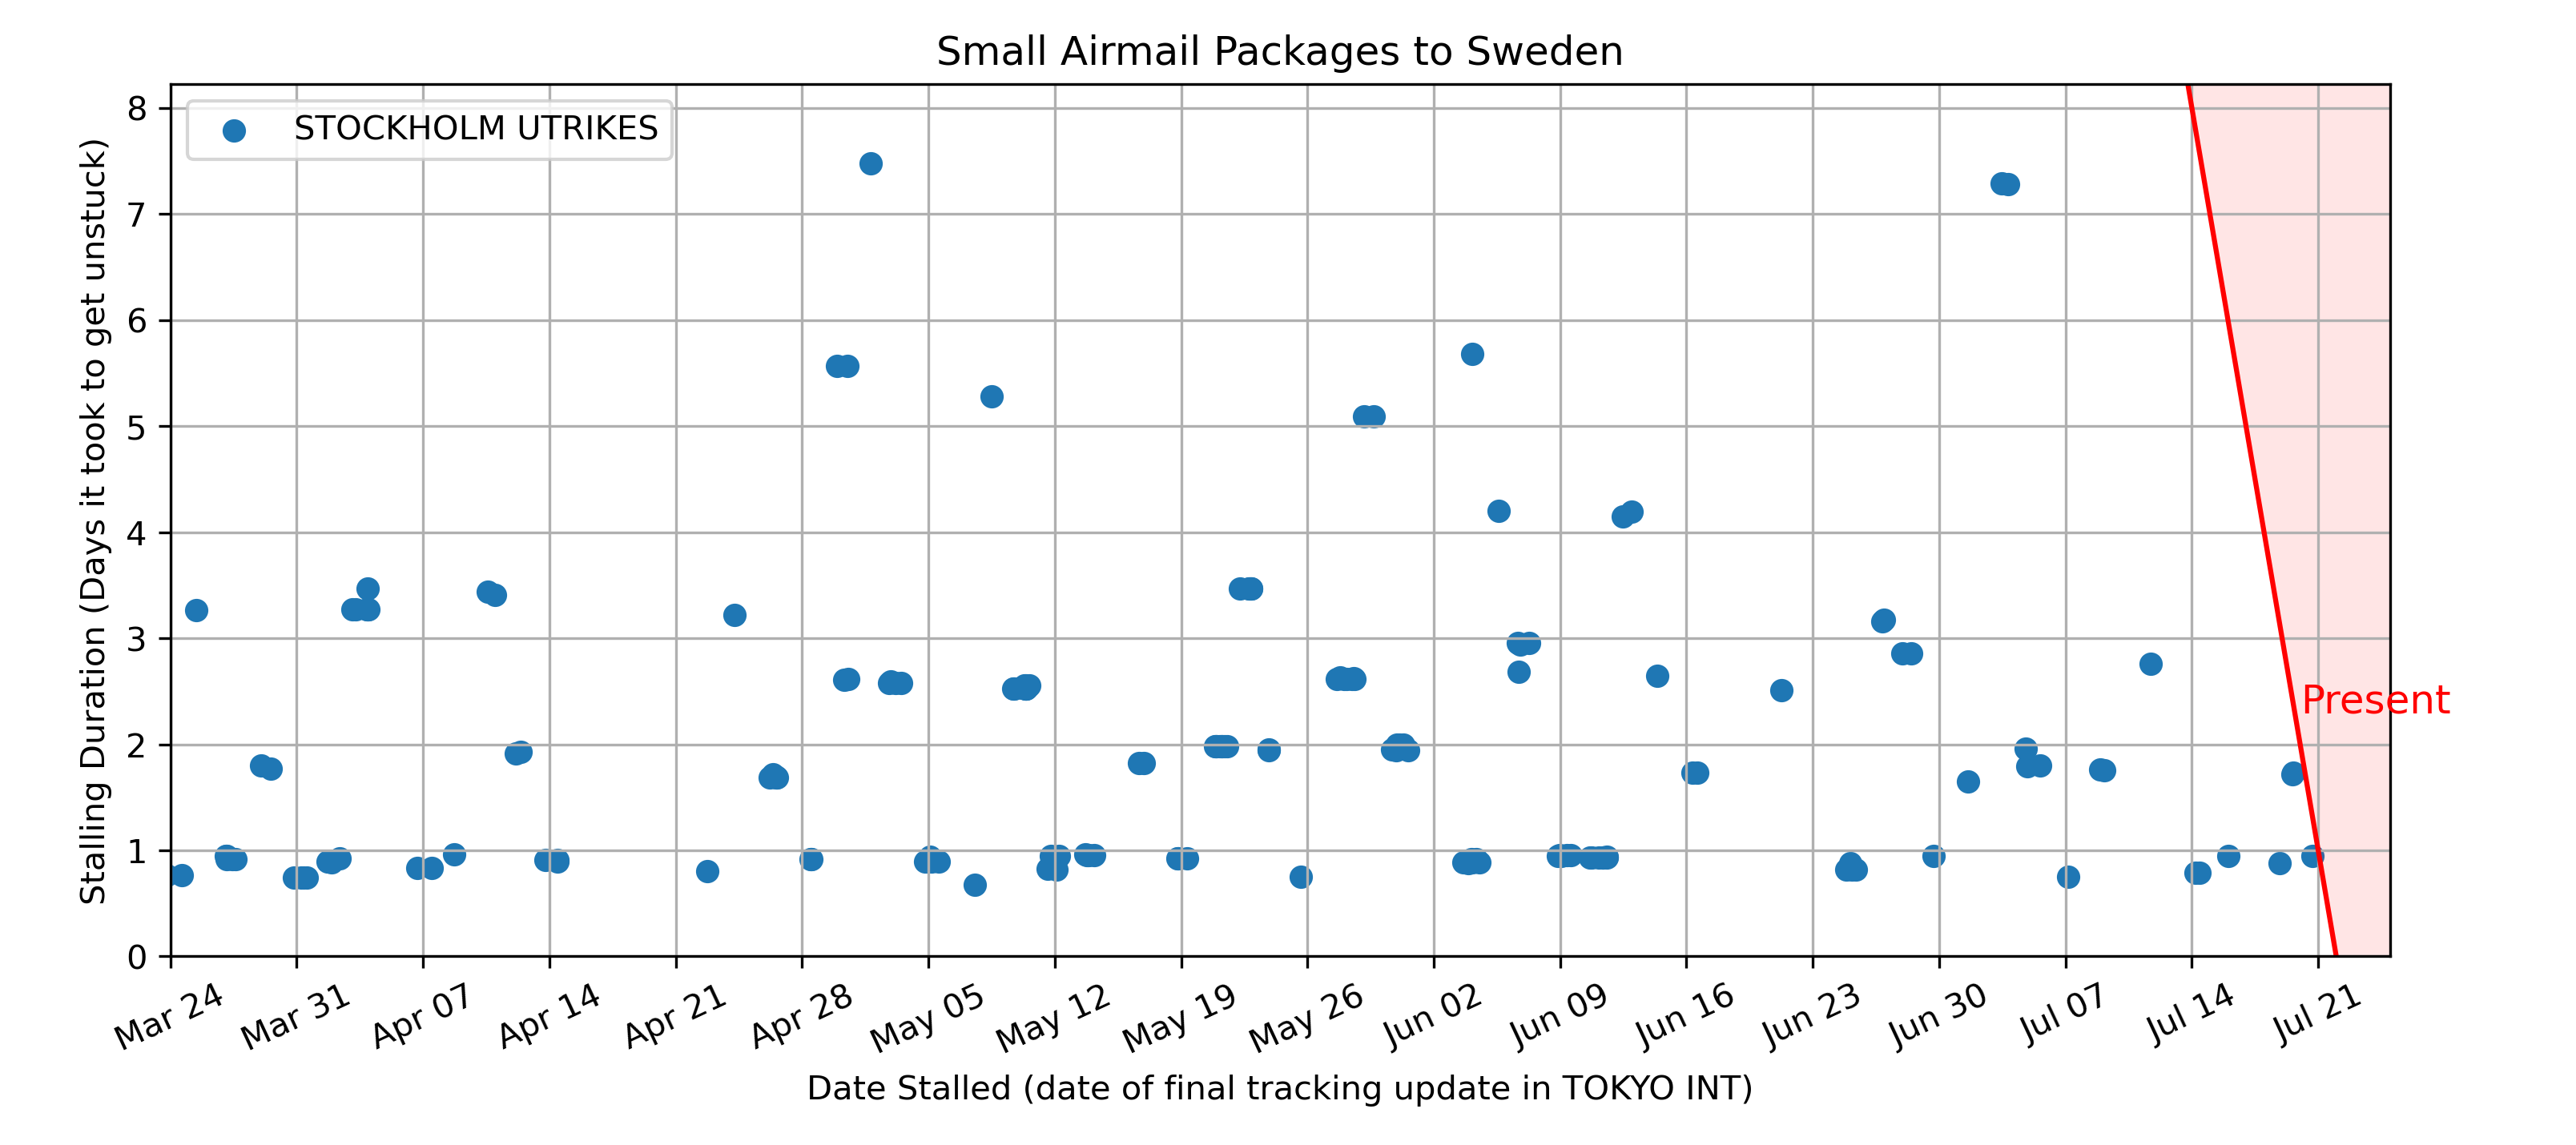 Small Airmail Packages to Sweden
STOCKHOLM UTRIKES
Stalling Duration (Days it took to get unstuck)
8
7
6
5
4
3
2
1
0
Present
Mar 24
Mar 31
Apr 07
Apr 14
Apr 21
Apr 28
May 05
May 12
May 19
May 26
Jun 02
Jun 09
Jun 16
Jun 23
Jun 30
Jul 07
Jul 14
Jul 21
Date Stalled (date of final tracking update in TOKYO INT)